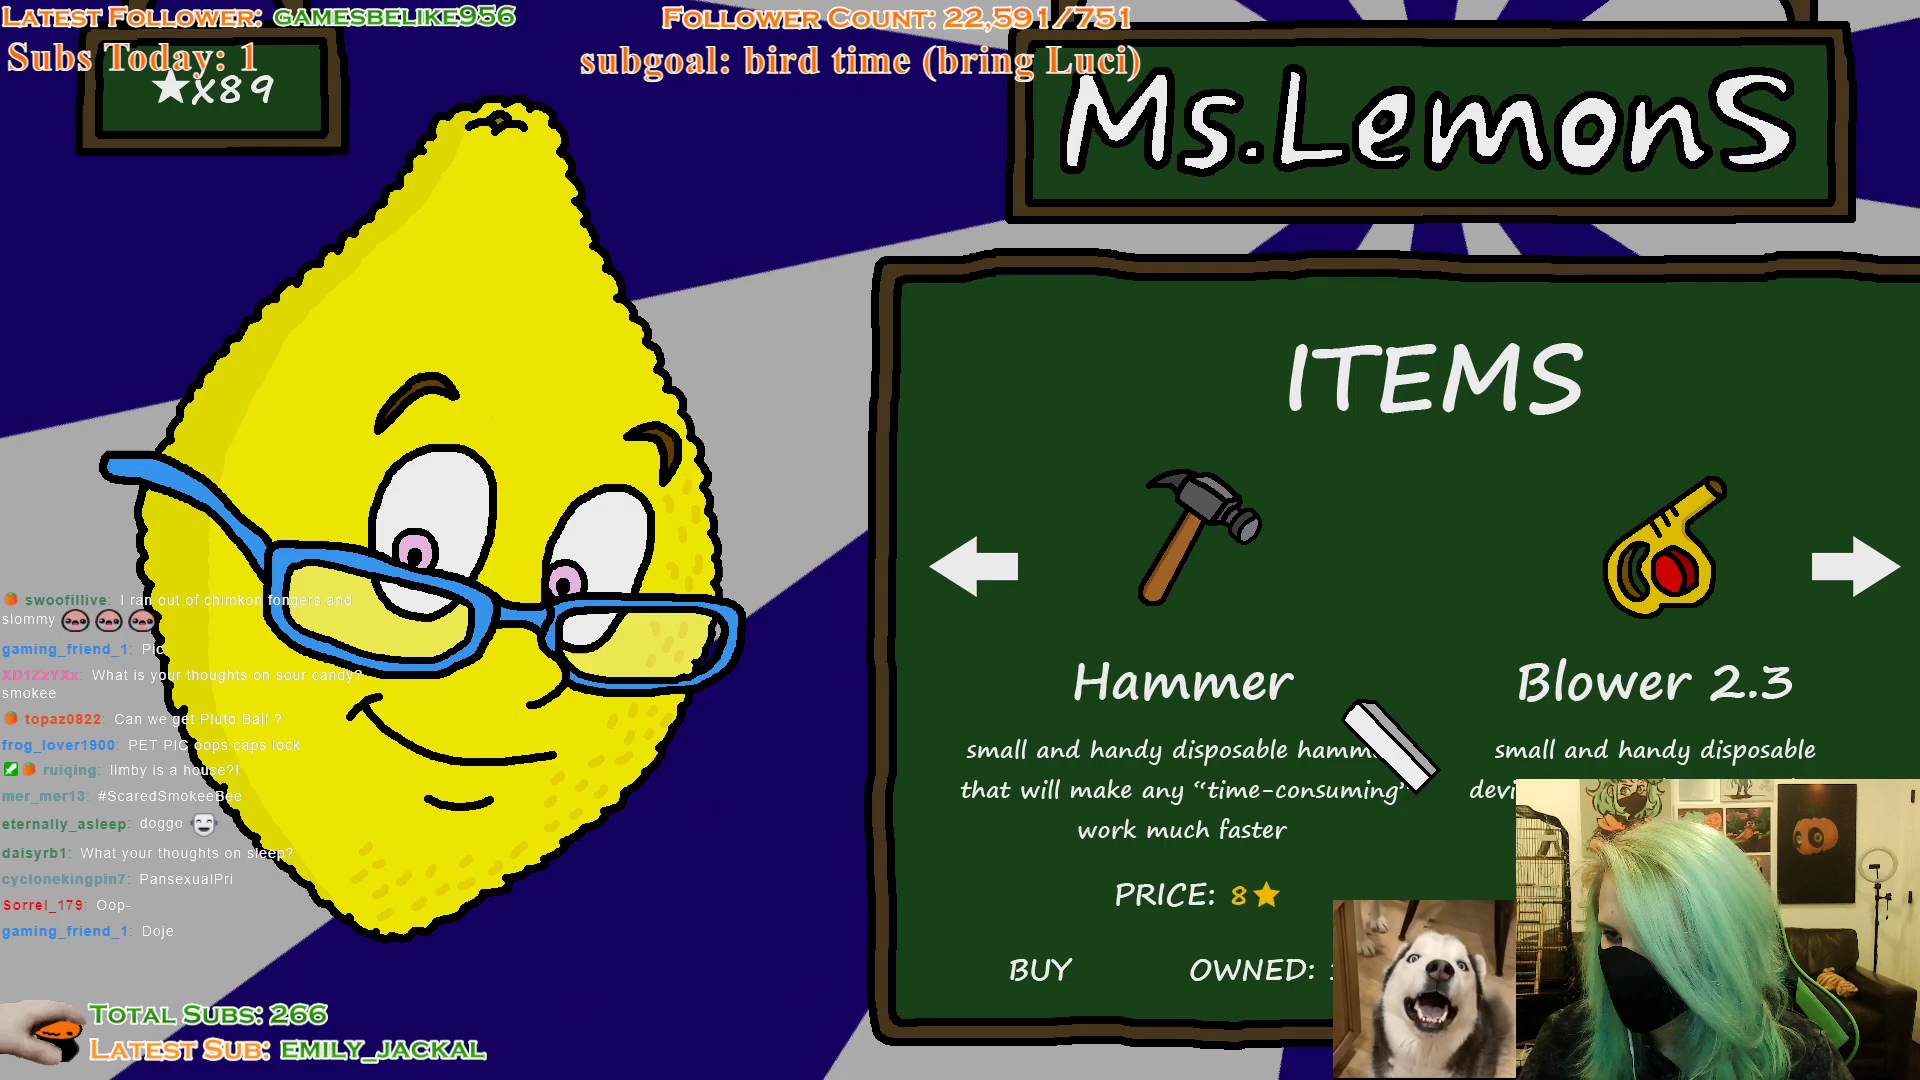 Latest Follower: GAMESBELIKE956
Follower Count: 22,591/751
Subs Today: 1
subgoal: bird time (bring Luci)
★x89
Ms.LemonS
ITEMS
Hammer
Blower 2.3
small and handy disposable
that will make any “time-consuming”
work much faster
small and handy disposable
PRICE: 8
BUY
OWNED:
swoofillive: I ran out of chimkon fongers and
slommy
gaming_friend_1: Pic
XD1ZzYXx: What is your thoughts on sour candy?
smokee
topaz0822: Can we get Pluto Ball ?
frog_lover1900: PET PIC oops caps lock
ruiqing: limby is a house?!
mer_mer13: #ScaredSmokeeBee
eternally_asleep: doggo
daisyrb1: What your thoughts on sleep?
cyclonekingpin7: PansexualPri
Sorrel_179: Oop-
gaming_friend_1: Doje
Total Subs: 266
Latest Sub: EMILY_JACKAL